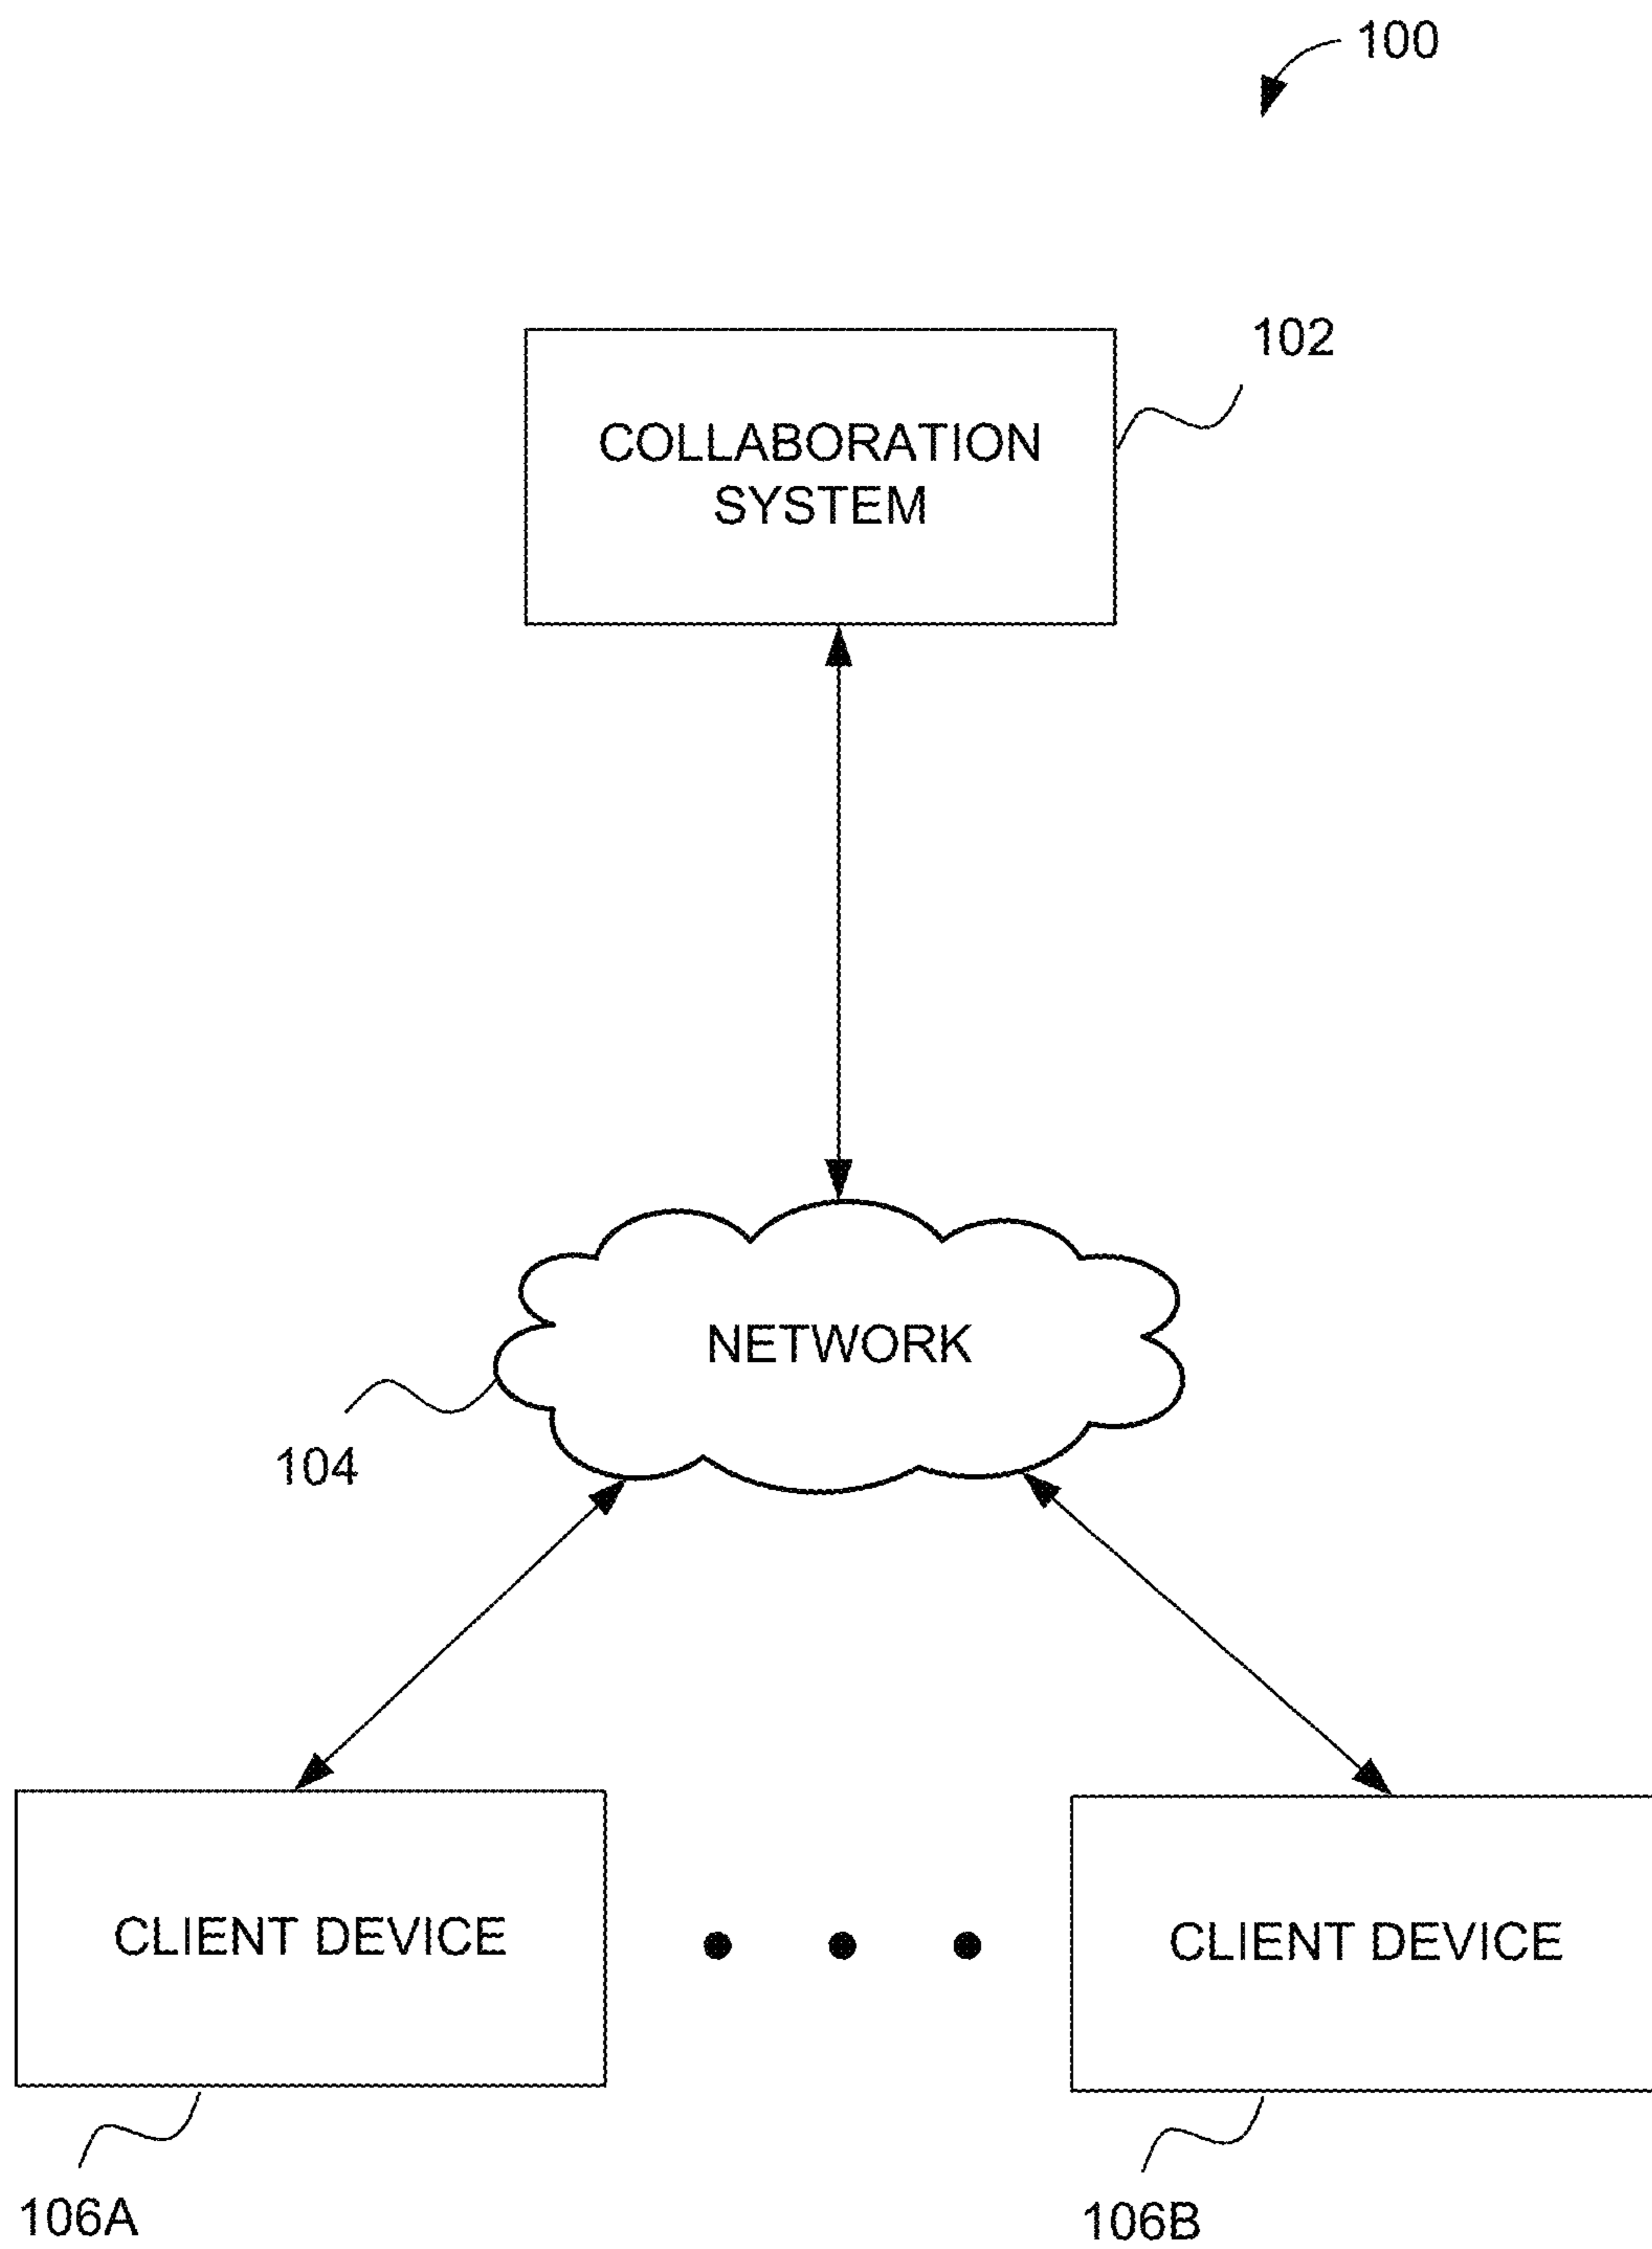 100
102
COLLABORATION
SYSTEM
NETWORK
104
CLIENT DEVICE
CLIENT DEVICE
106A
106B